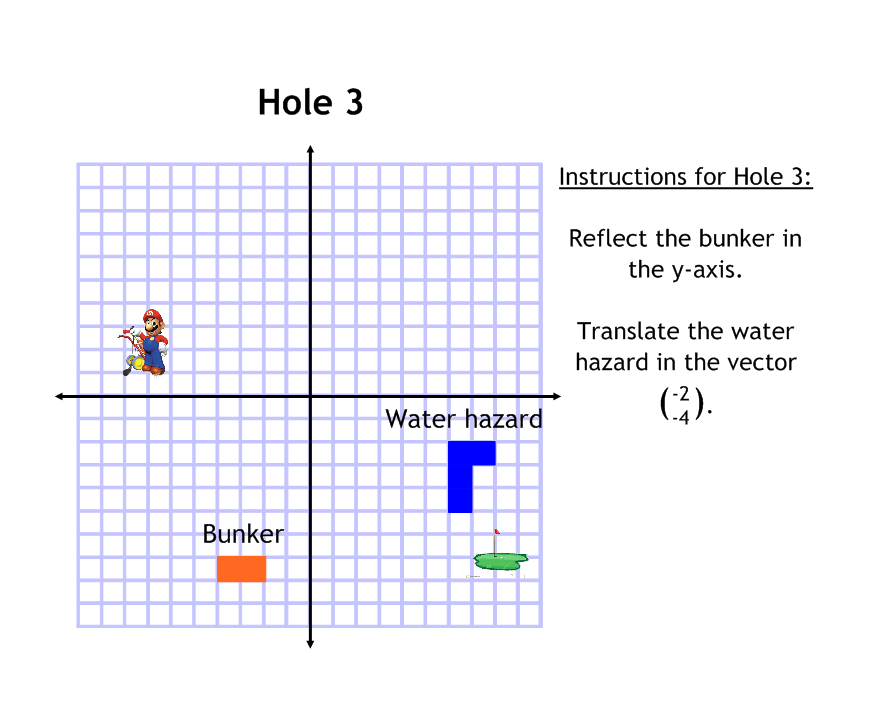 Hole 3
Instructions for Hole 3:
Reflect the bunker in
the y-axis.
Translate the water
hazard in the vector
(-2
-4).
Water hazard
Bunker